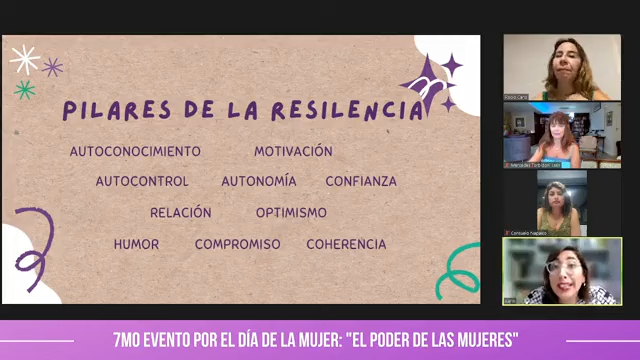 PILARES DE LA RESILENCIA
AUTOCONOCIMIENTO MOTIVACIÓN
AUTOCONTROL AUTONOMÍA CONFIANZA
RELACIÓN OPTIMISMO
HUMOR COMPROMISO COHERENCIA
7MO EVENTO POR EL DÍA DE LA MUJER: "EL PODER DE LAS MUJERES"